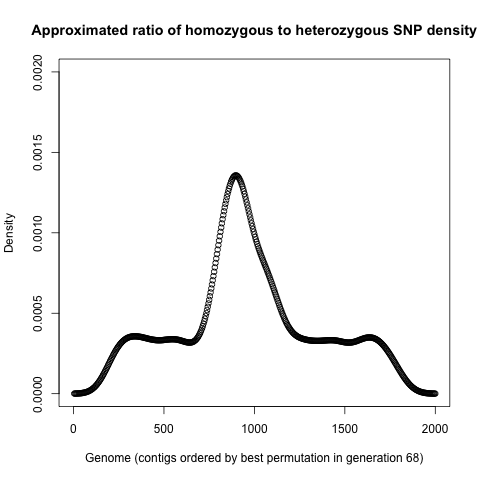 Approximated ratio of homozygous to heterozygous SNP density
0.0020
0.0015
0.0010
0.0005
0.0000
Density
0 500 1000 1500 2000
Genome (contigs ordered by best permutation in generation 68)